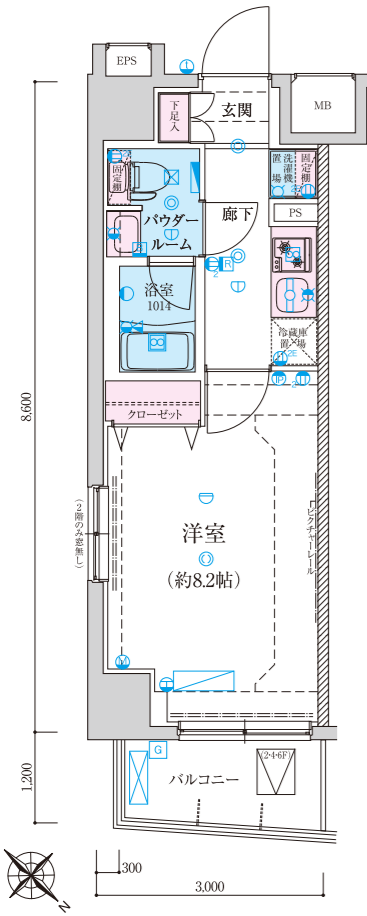 EPS
MB
下足入
玄関
固定棚
洗濯機置場
固定棚
PS
パウダー
ルーム
廊下
R
2
浴室
1014
冷蔵庫
置場
2E
2
クローゼット
8,600
洋室
(約8.2帖)
(2階のみ窓無し)
ピクチャーレール
G
バルコニー
(2・4・6F)
1,200
300
3,000
N